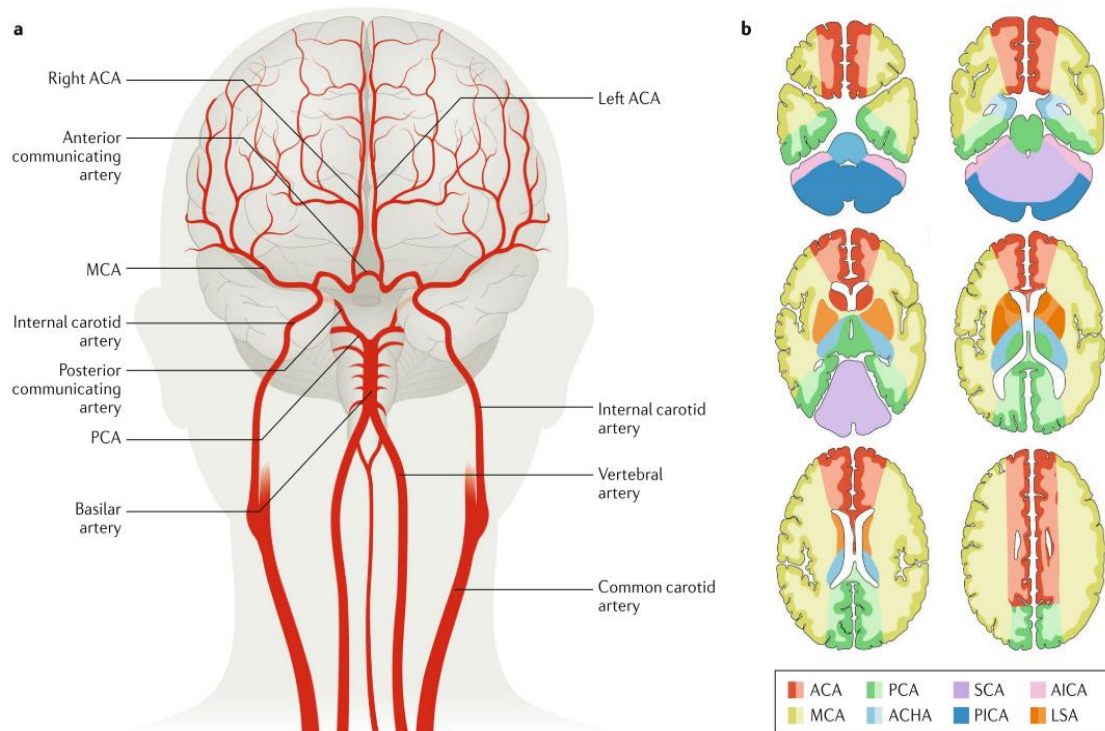 a
Right ACA
Anterior
communicating
artery
MCA
Internal carotid
artery
Posterior
communicating
artery
PCA
Basilar
artery
Left ACA
Internal carotid
artery
Vertebral
artery
Common carotid
artery
b
ACA
PCA
SCA
AICA
MCA
ACHA
PICA
LSA